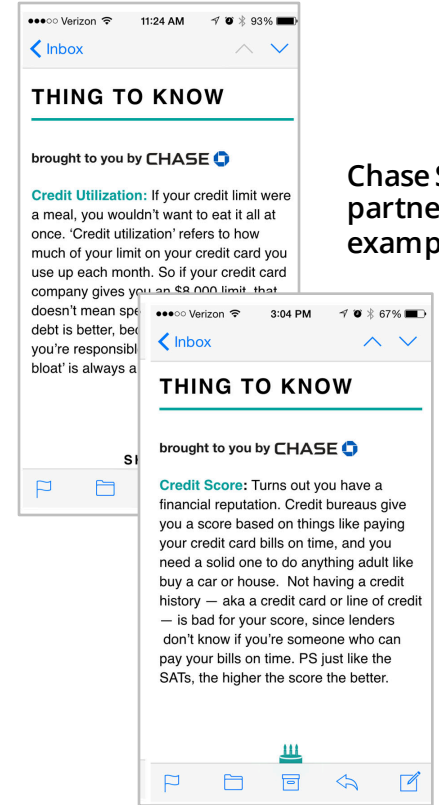 Verizon 11:24 AM 93%
Inbox
THING TO KNOW
brought to you by CHASE
Credit Utilization: If your credit limit were
a meal, you wouldn't want to eat it all at
once. 'Credit utilization' refers to how
much of your limit on your credit card you
use up each month. So if your credit card
company gives you an $8,000 limit, that
doesn't mean
debt is better,
you're
bloat' is always a
Chase
Verizon 3:04 PM 67%
Inbox
THING TO KNOW
brought to you by CHASE
Credit Score: Turns out you have a
financial reputation. Credit bureaus give
you a score based on things like paying
your credit card bills on time, and you
need a solid one to do anything adult like
buy a car or house. Not having a credit
history — aka a credit card or line of credit
— is bad for your score, since lenders
don't know if you're someone who can
pay your bills on time. PS just like the
SATs, the higher the score the better.